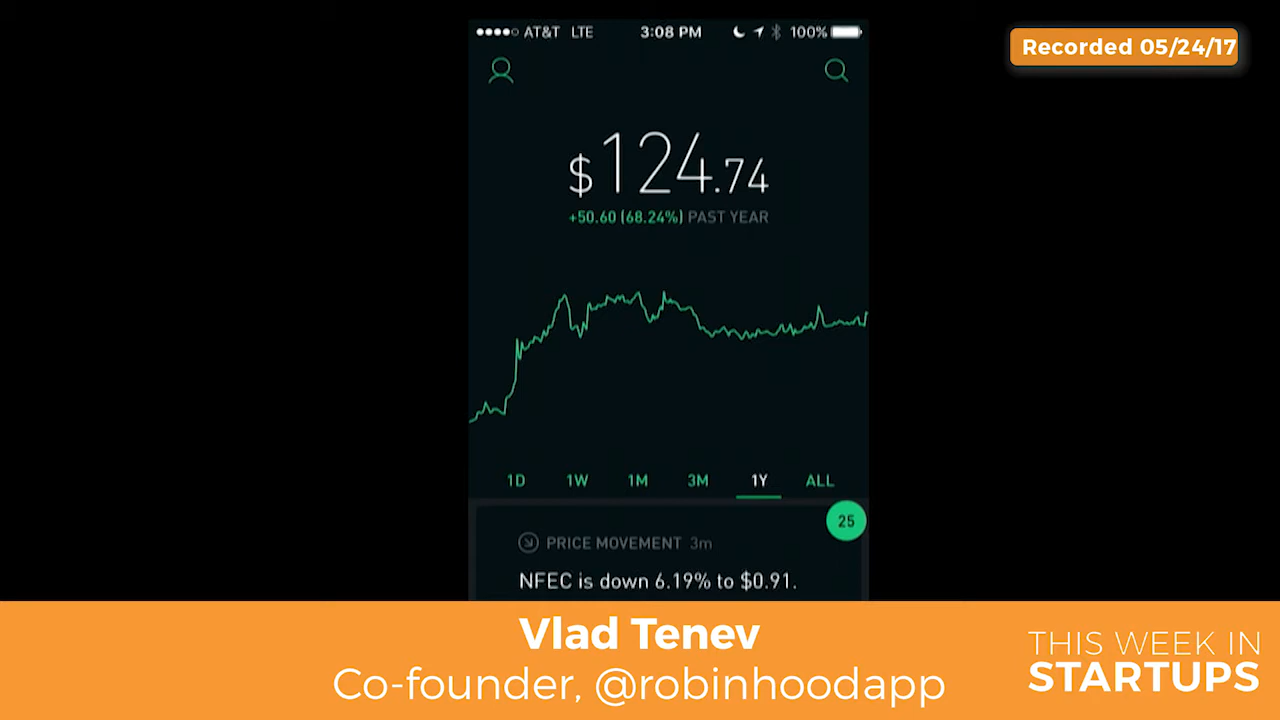 AT&T LTE 3:08 PM 100%
Recorded 05/24/17
$124.74
+50.60 (68.24%) PAST YEAR
1D 1W 1M 3M 1Y ALL
25
PRICE MOVEMENT 3m
NFEC is down 6.19% to $0.91.
Vlad Tenev
Co-founder, @robinhoodapp
THIS WEEK IN
STARTUPS